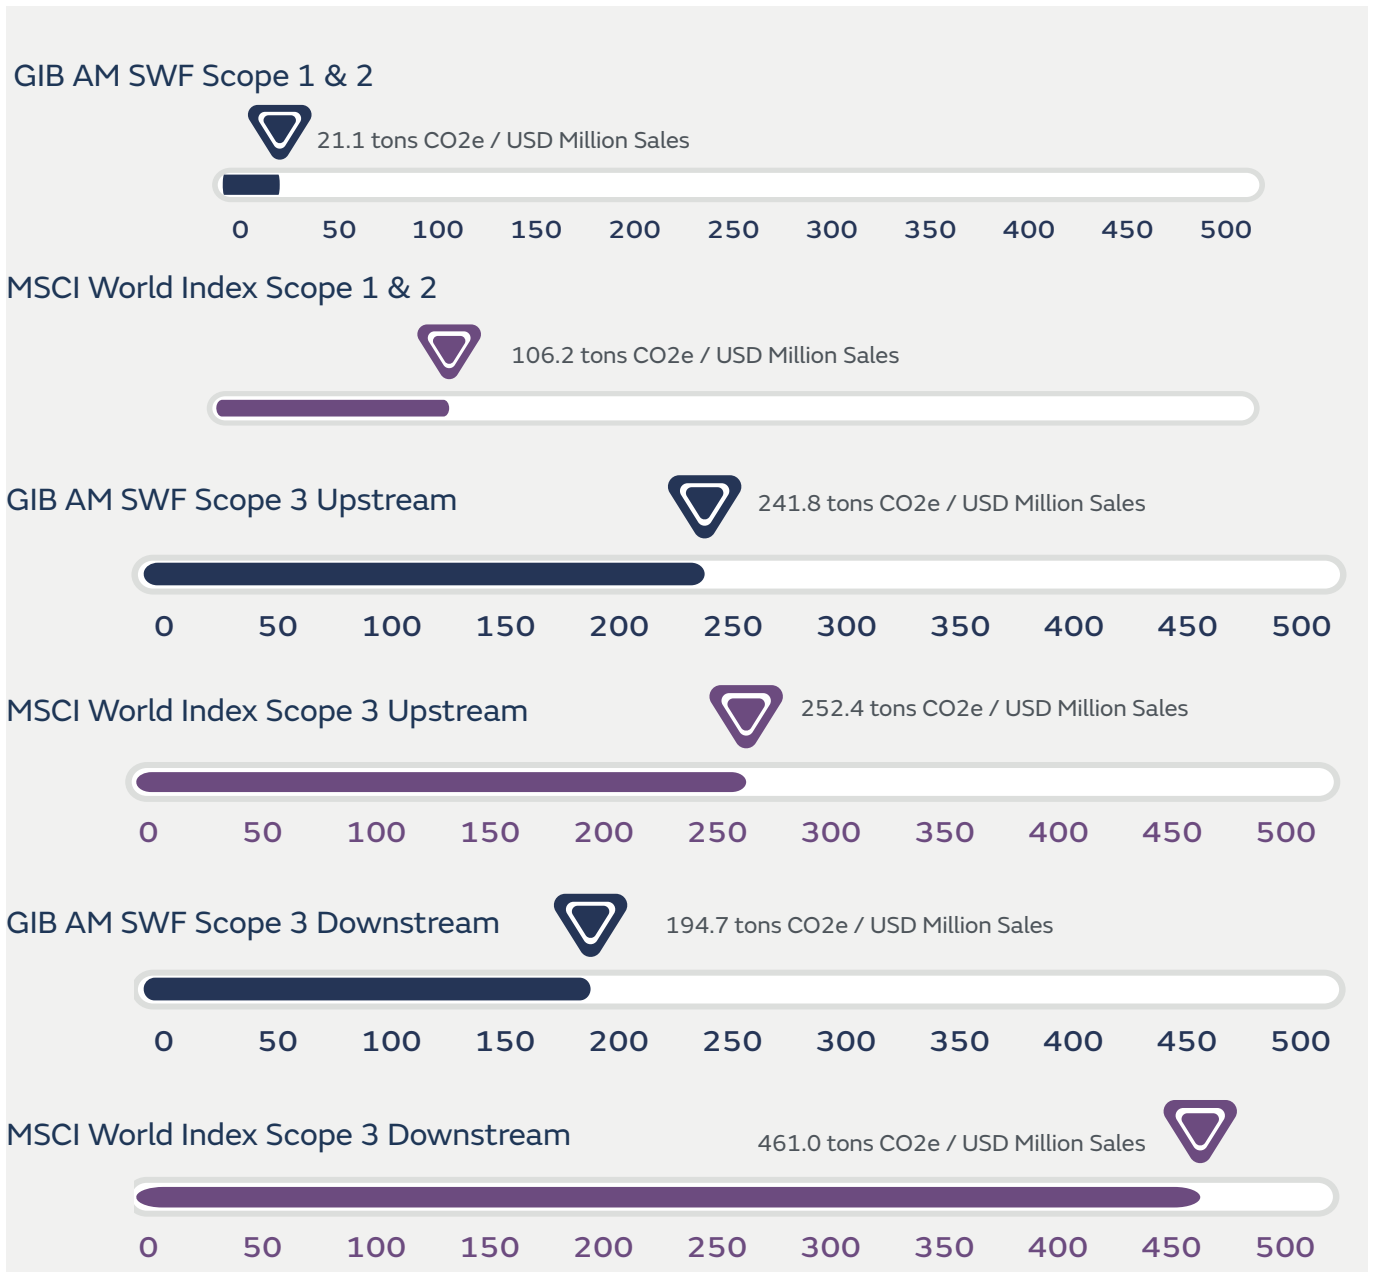 GIB AM SWF Scope 1 & 2
21.1 tons CO2e / USD Million Sales
0 50 100 150 200 250 300 350 400 450 500
MSCI World Index Scope 1 & 2
106.2 tons CO2e / USD Million Sales
GIB AM SWF Scope 3 Upstream
241.8 tons CO2e / USD Million Sales
0 50 100 150 200 250 300 350 400 450 500
MSCI World Index Scope 3 Upstream
252.4 tons CO2e / USD Million Sales
0 50 100 150 200 250 300 350 400 450 500
GIB AM SWF Scope 3 Downstream
194.7 tons CO2e / USD Million Sales
0 50 100 150 200 250 300 350 400 450 500
MSCI World Index Scope 3 Downstream
461.0 tons CO2e / USD Million Sales
0 50 100 150 200 250 300 350 400 450 500